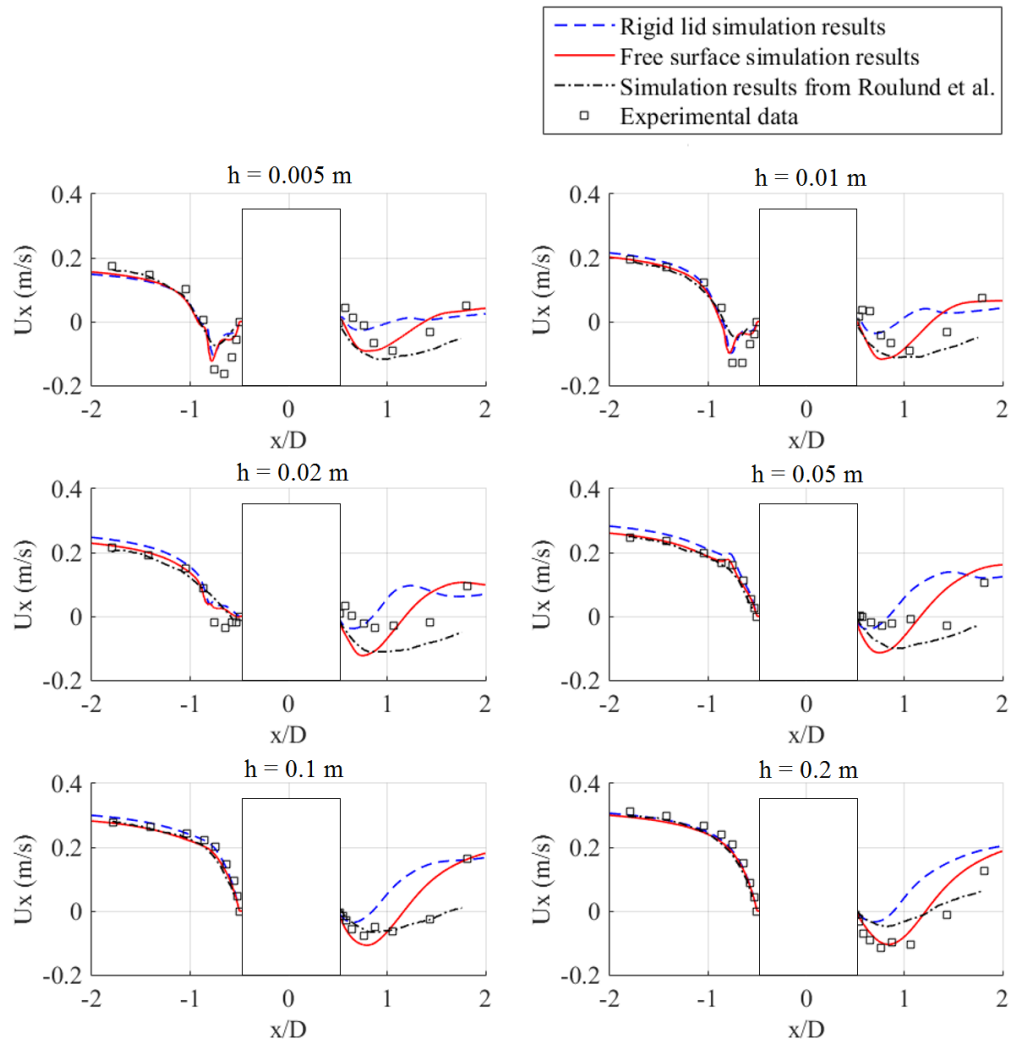 Rigid lid simulation results
Free surface simulation results
Simulation results from Roulund et al.
Experimental data
h = 0.005 m
0.4
0.2
0
-0.2
Ux (m/s)
-2 -1 0 1 2
x/D
h = 0.01 m
0.4
0.2
0
-0.2
Ux (m/s)
-2 -1 0 1 2
x/D
h = 0.02 m
0.4
0.2
0
-0.2
Ux (m/s)
-2 -1 0 1 2
x/D
h = 0.05 m
0.4
0.2
0
-0.2
Ux (m/s)
-2 -1 0 1 2
x/D
h = 0.1 m
0.4
0.2
0
-0.2
Ux (m/s)
-2 -1 0 1 2
x/D
h = 0.2 m
0.4
0.2
0
-0.2
Ux (m/s)
-2 -1 0 1 2
x/D